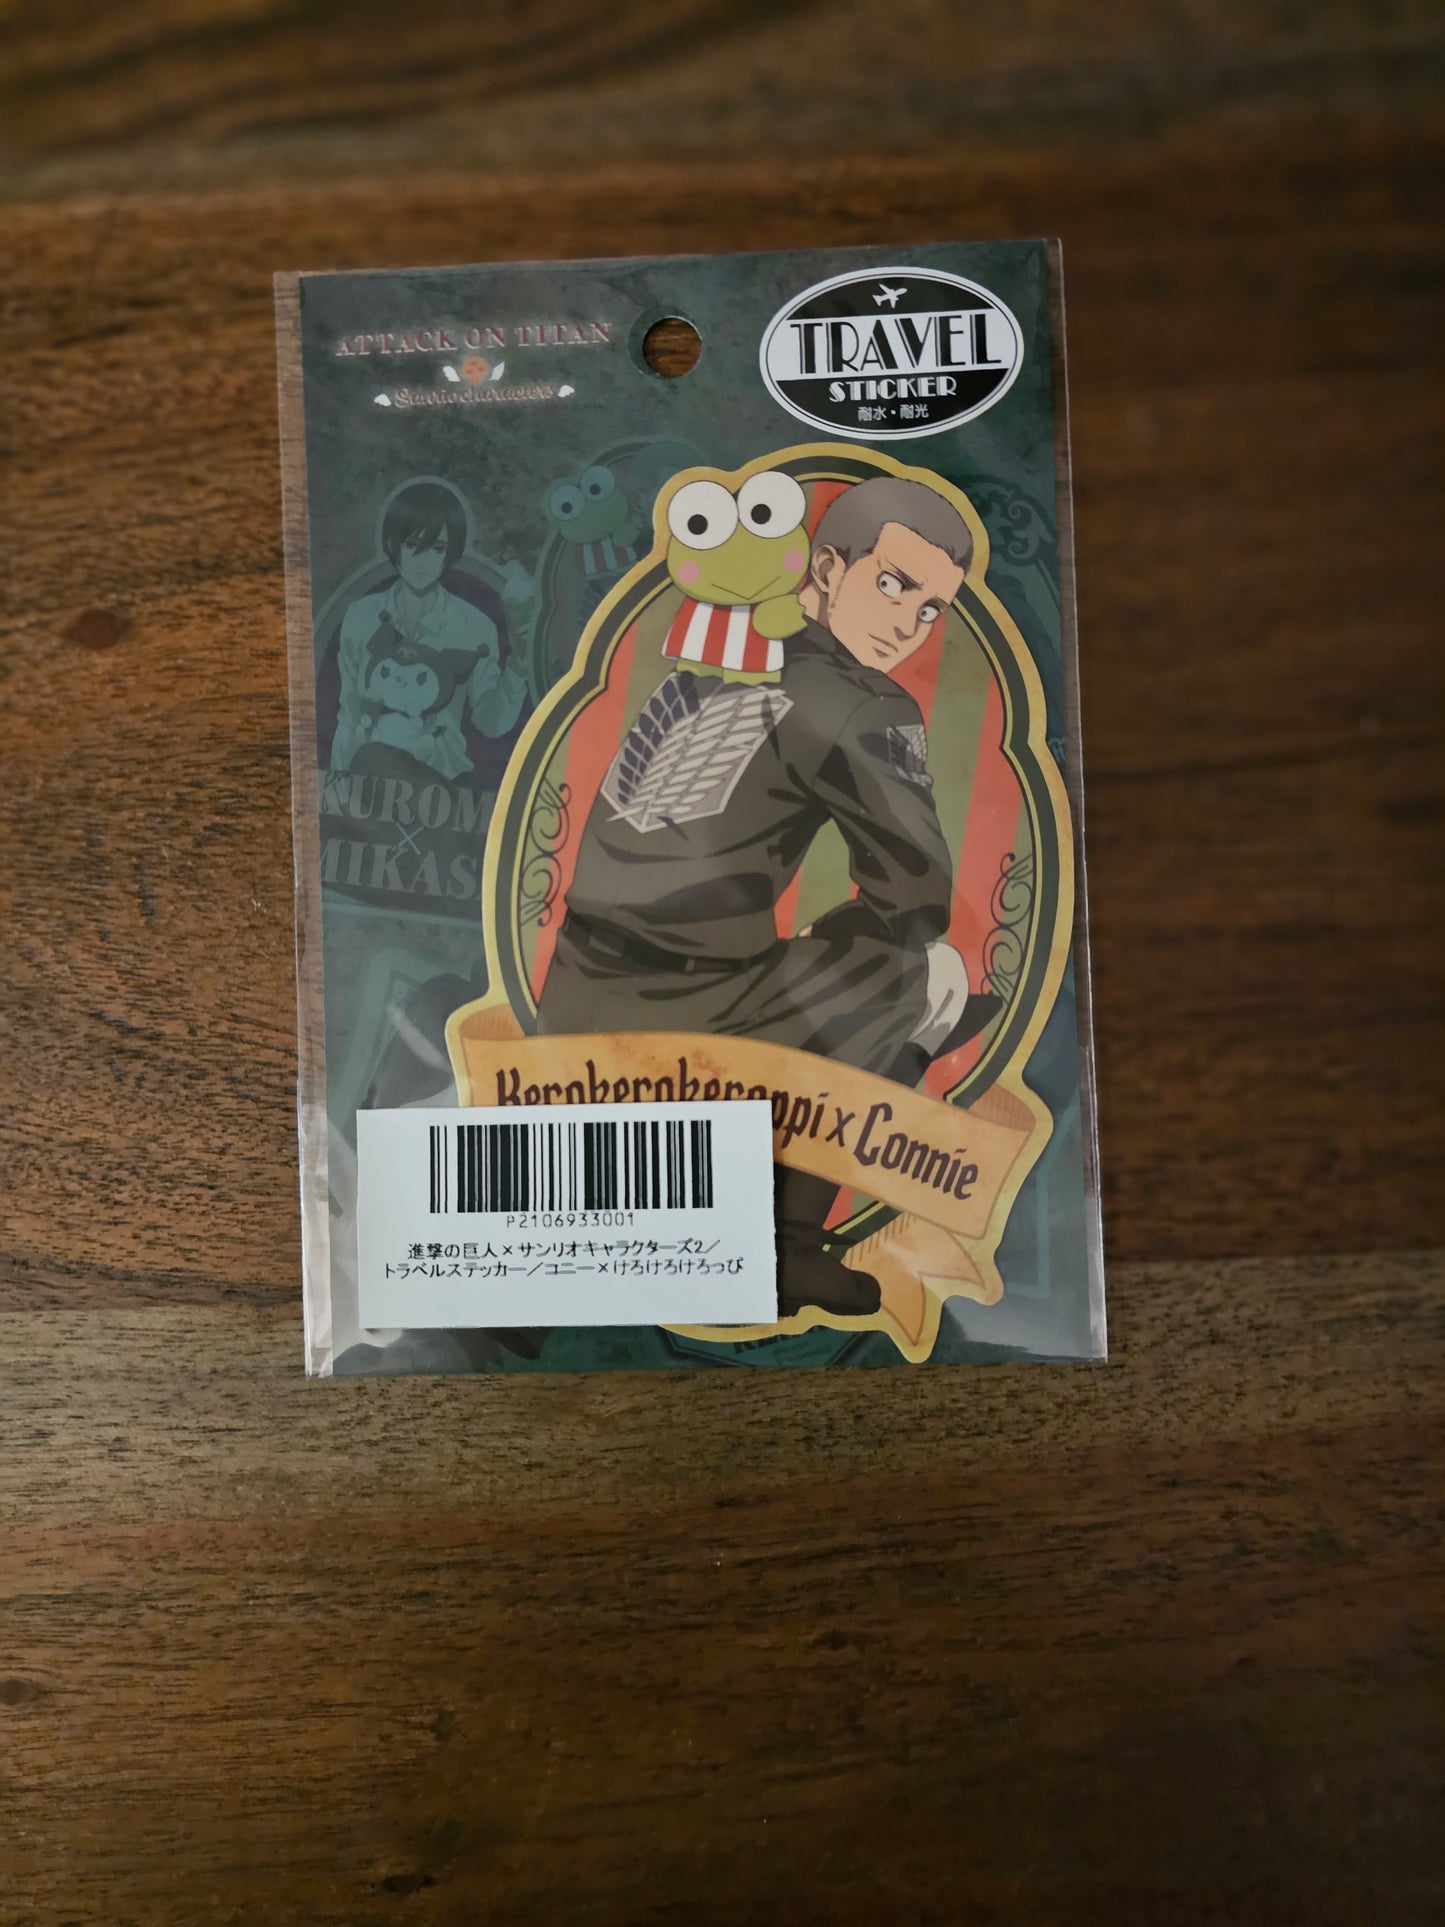 ATTACK ON TITAN
Sanrio characters
TRAVEL
STICKER
耐水・耐光
KUROM
×
MIKAS
Kerokerokeroppi x Connie
P2106933001
進撃の巨人×サンリオキャラクターズ2／
トラベルステッカー／コニー×けろけろけろっぴ